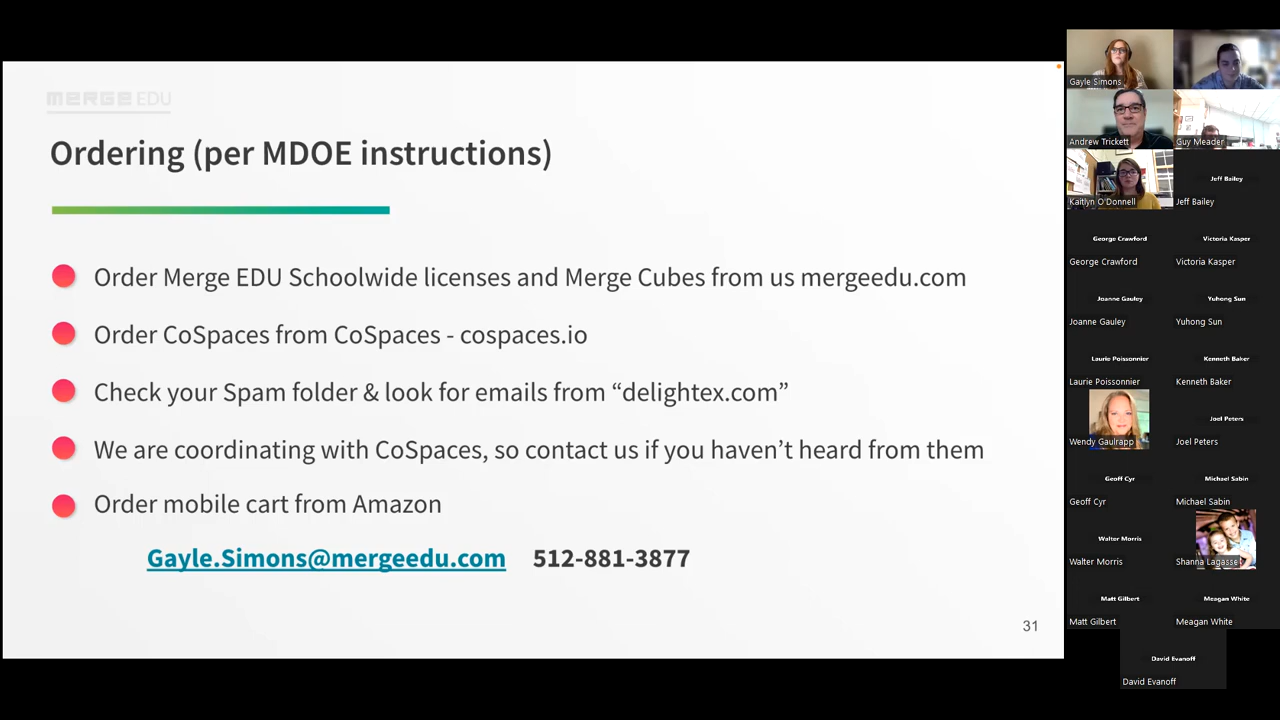 MERGE EDU
Ordering (per MDOE instructions)
Order Merge EDU Schoolwide licenses and Merge Cubes from us mergeedu.com
Order CoSpaces from CoSpaces - cospaces.io
Check your Spam folder & look for emails from “delightex.com”
We are coordinating with CoSpaces, so contact us if you haven’t heard from them
Order mobile cart from Amazon
Gayle.Simons@mergeedu.com 512-881-3877
31
Gayle Simons
Andrew Trickett
Guy Meader
Kaitlyn O'Donnell
Jeff Bailey
Jeff Bailey
George Crawford
Victoria Kasper
George Crawford
Victoria Kasper
Joanne Gauley
Yuhong Sun
Joanne Gauley
Yuhong Sun
Laurie Poissonnier
Kenneth Baker
Laurie Poissonnier
Kenneth Baker
Wendy Gaulrapp
Joel Peters
Joel Peters
Geoff Cyr
Michael Sabin
Geoff Cyr
Michael Sabin
Walter Morris
Walter Morris
Shanna Lagasse
Matt Gilbert
Meagan White
Matt Gilbert
Meagan White
David Evanoff
David Evanoff